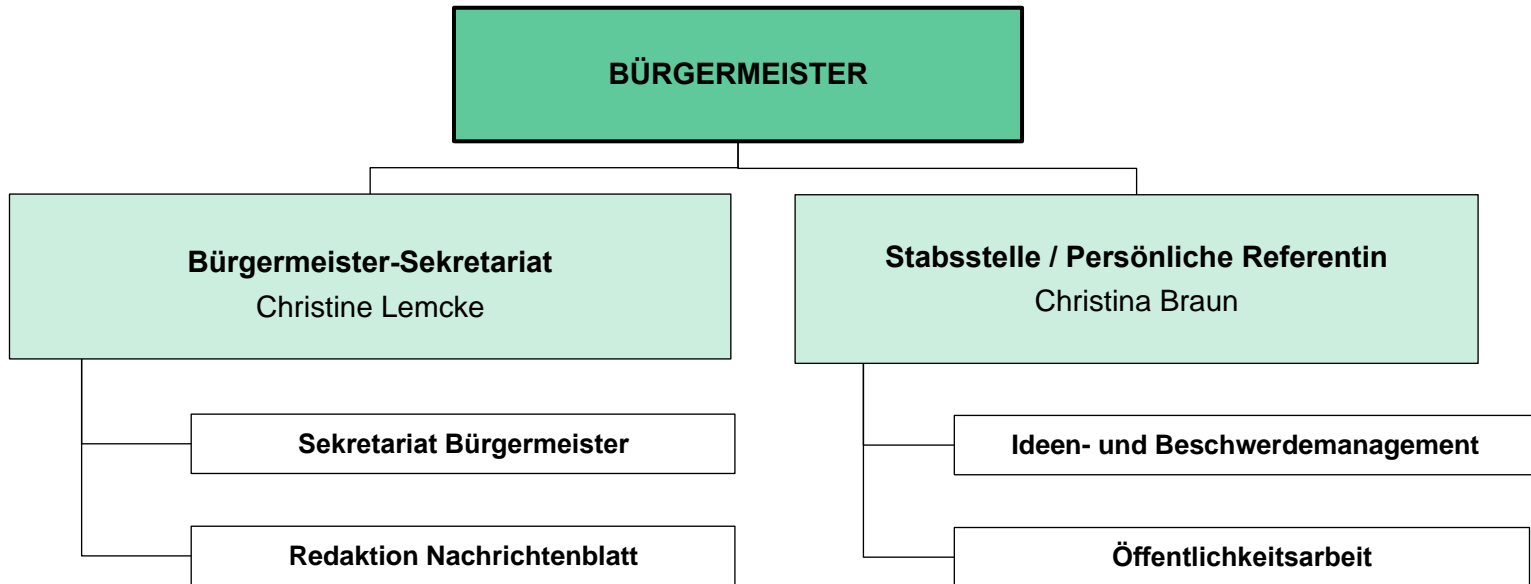 BÜRGERMEISTER
Bürgermeister-Sekretariat
Christine Lemcke
Stabsstelle / Persönliche Referentin
Christina Braun
Sekretariat Bürgermeister
Ideen- und Beschwerdemanagement
Redaktion Nachrichtenblatt
Öffentlichkeitsarbeit